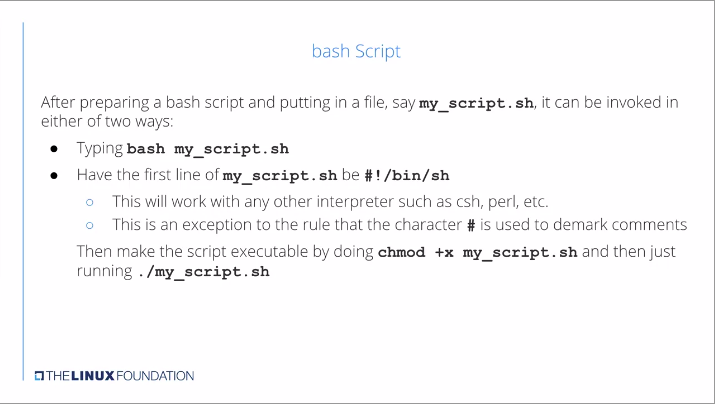 bash Script
After preparing a bash script and putting in a file, say my_script.sh, it can be invoked in
either of two ways:
● Typing bash my_script.sh
● Have the first line of my_script.sh be #!/bin/sh
○ This will work with any other interpreter such as csh, perl, etc.
○ This is an exception to the rule that the character # is used to demark comments
Then make the script executable by doing chmod +x my_script.sh and then just
running ./my_script.sh
THE LINUX FOUNDATION